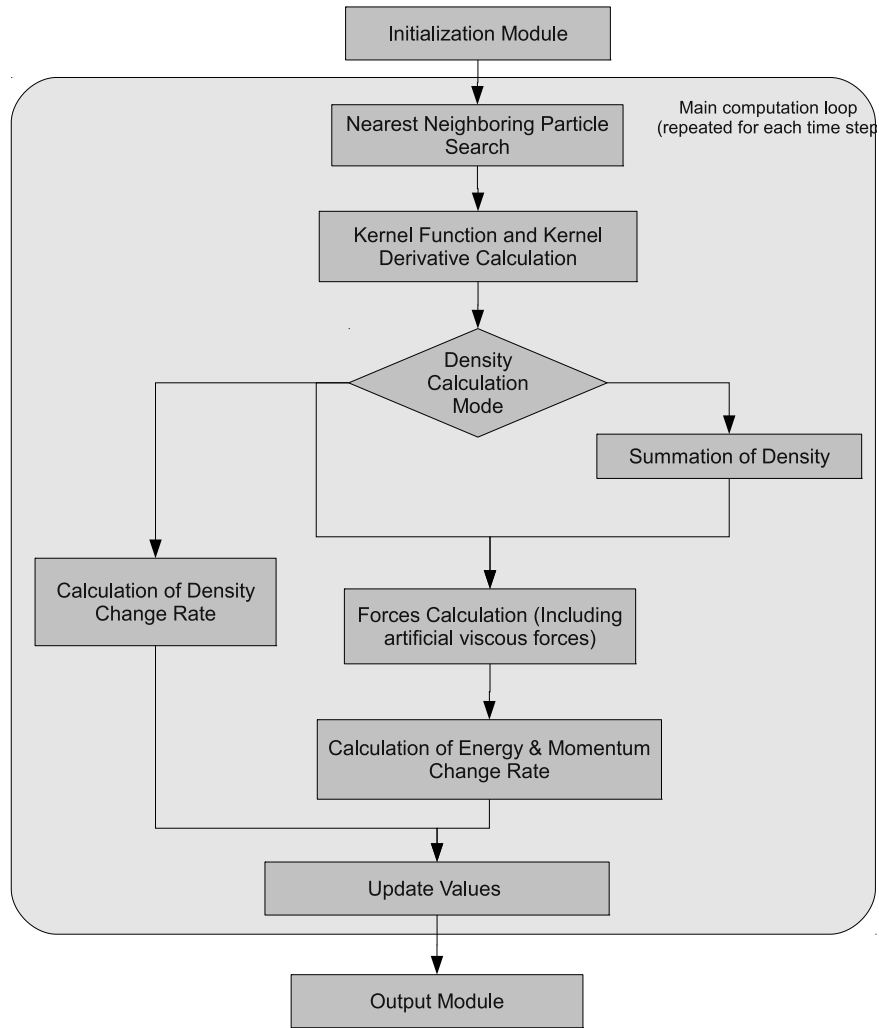 Initialization Module
Main computation loop
(repeated for each time step
Nearest Neighboring Particle
Search
Kernel Function and Kernel
Derivative Calculation
Density
Calculation
Mode
Summation of Density
Calculation of Density
Change Rate
Forces Calculation (Including
artificial viscous forces)
Calculation of Energy & Momentum
Change Rate
Update Values
Output Module